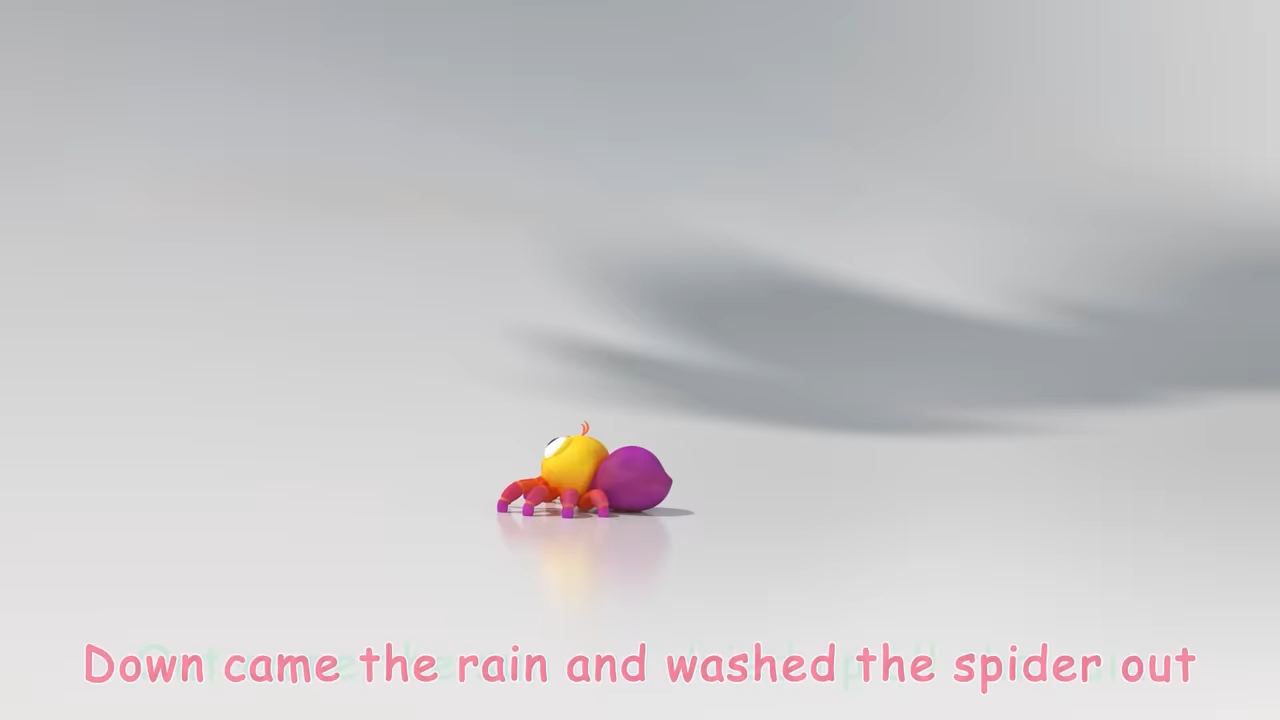 Down came the rain and washed the spider out